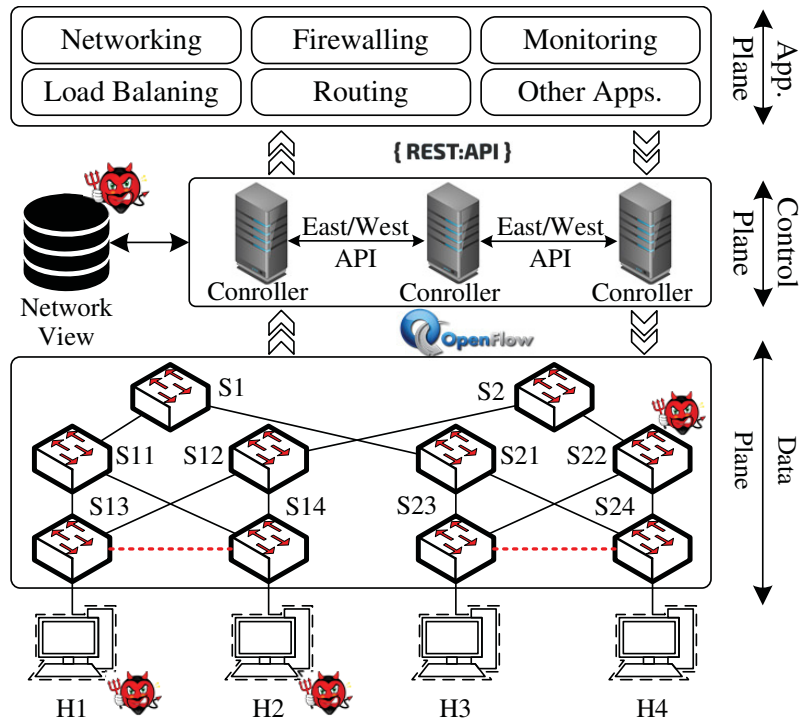 Networking
Firewalling
Monitoring
Load Balaning
Routing
Other Apps.
App.
Plane
{ REST:API }
East/West
API
East/West
API
Conroller
Conroller
Conroller
Control
Plane
Network
View
OpenFlow
S1
S2
S11
S12
S21
S22
S13
S14
S23
S24
Data
Plane
H1
H2
H3
H4